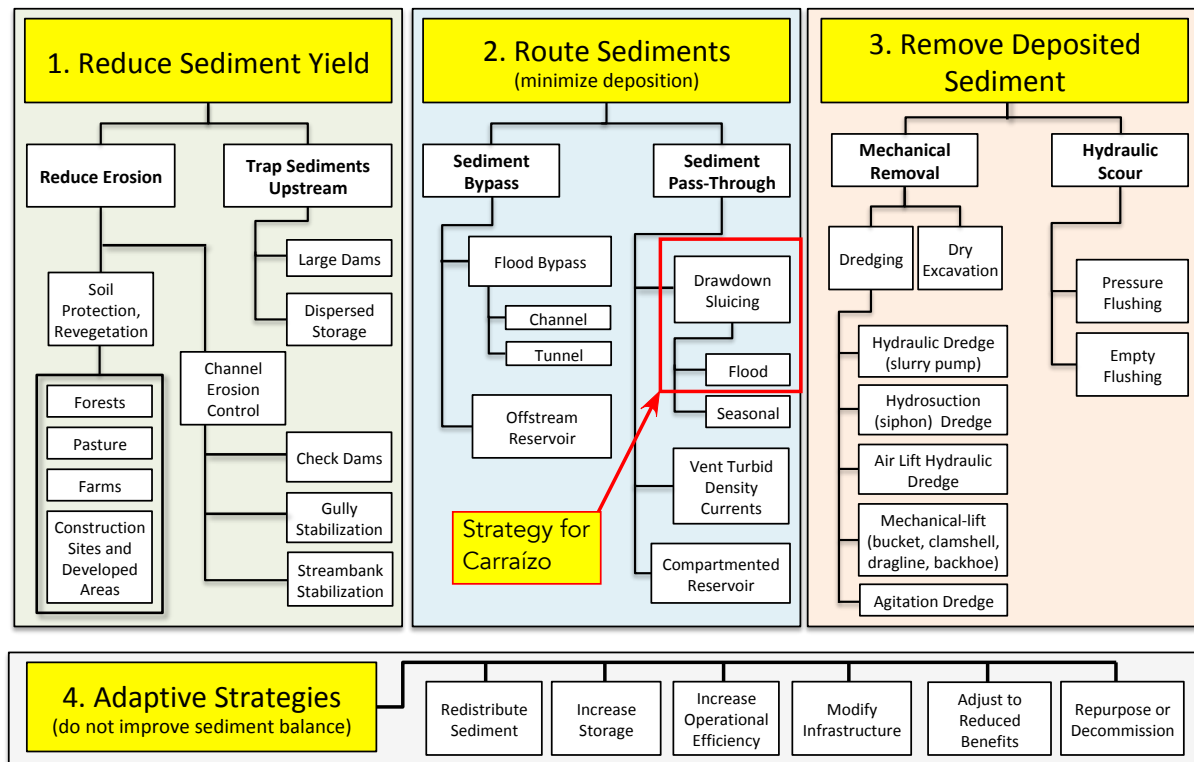 1. Reduce Sediment Yield
Reduce Erosion
Trap Sediments
Upstream
Large Dams
Dispersed
Storage
Soil
Protection,
Revegetation
Channel
Erosion
Control
Forests
Pasture
Farms
Construction
Sites and
Developed
Areas
Check Dams
Gully
Stabilization
Streambank
Stabilization
2. Route Sediments
(minimize deposition)
Sediment
Bypass
Sediment
Pass-Through
Flood Bypass
Channel
Tunnel
Offstream
Reservoir
Drawdown
Sluicing
Flood
Seasonal
Vent Turbid
Density
Currents
Compartmented
Reservoir
Strategy for
Carraízo
3. Remove Deposited
Sediment
Mechanical
Removal
Hydraulic
Scour
Dredging
Dry
Excavation
Hydraulic Dredge
(slurry pump)
Hydrosuction
(siphon) Dredge
Air Lift Hydraulic
Dredge
Mechanical-lift
(bucket, clamshell,
dragline, backhoe)
Agitation Dredge
Pressure
Flushing
Empty
Flushing
4. Adaptive Strategies
(do not improve sediment balance)
Redistribute
Sediment
Increase
Storage
Increase
Operational
Efficiency
Modify
Infrastructure
Adjust to
Reduced
Benefits
Repurpose or
Decommission